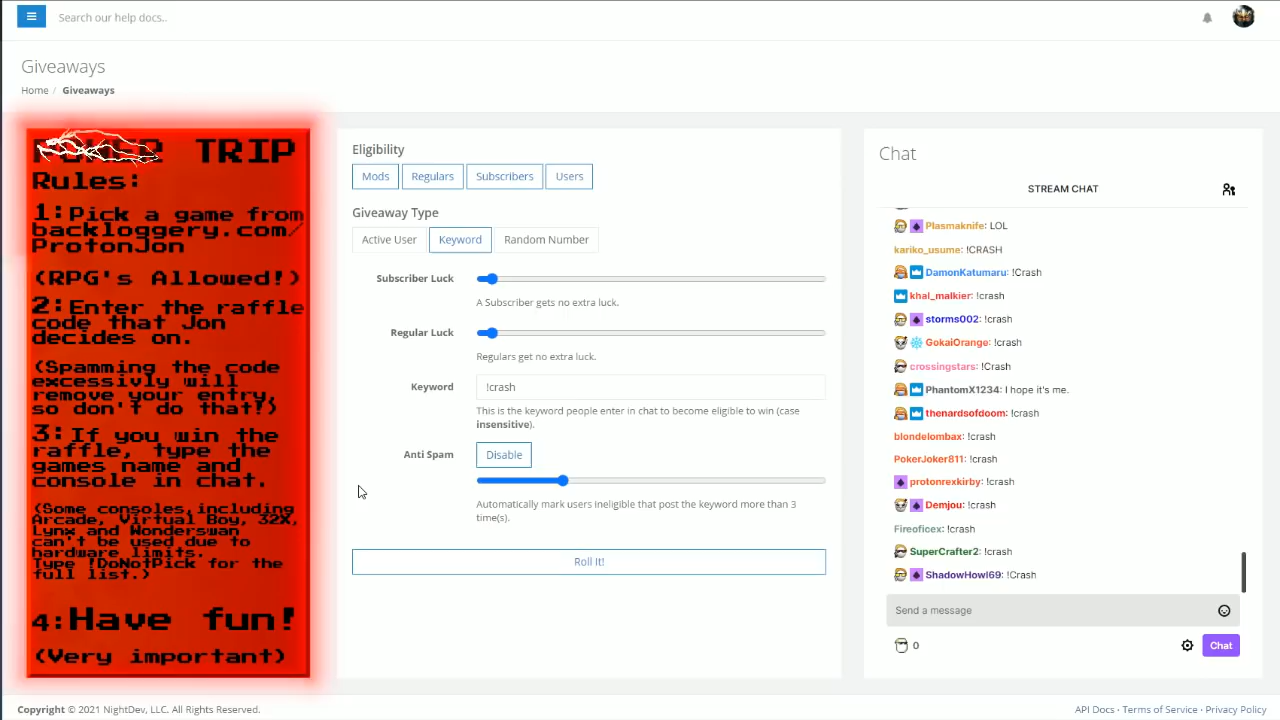 Search our help docs..
Giveaways
Home / Giveaways
POKER TRIP
Rules:
1:Pick a game from
backloggery.com/
ProtonJon
(RPG's Allowed!)
2:Enter the raffle
code that Jon
decides on.
(Spamming the code
excessivly will
remove your entry,
so don't do that!)
3:If you win the
raffle, type the
games name and
console in chat.
(Some consoles,including
Arcade, Virtual Boy, 32X,
Lynx and Wonderswan
can't be used due to
hardware limits.
Type !DoNotPick for the
full list.)
4:Have fun!
(Very important)
Eligibility
Mods Regulars Subscribers Users
Giveaway Type
Active User Keyword Random Number
Subscriber Luck
A Subscriber gets no extra luck.
Regular Luck
Regulars get no extra luck.
Keyword !crash
This is the keyword people enter in chat to become eligible to win (case
insensitive).
Anti Spam Disable
Automatically mark users ineligible that post the keyword more than 3
time(s).
Roll It!
Chat
STREAM CHAT
Plasmaknife: LOL
kariko_usume: !CRASH
DamonKatumaru: !Crash
khal_malkier: !crash
storms002: !crash
GokaiOrange: !crash
crossingstars: !Crash
PhantomX1234: I hope it's me.
thenardsofdoom: !crash
blondelombax: !crash
PokerJoker811: !crash
protonrexkirby: !crash
Demjou: !crash
Fireoficex: !crash
SuperCrafter2: !crash
ShadowHowl69: !Crash
Send a message
0
Chat
Copyright © 2021 NightDev, LLC. All Rights Reserved.
API Docs · Terms of Service · Privacy Policy